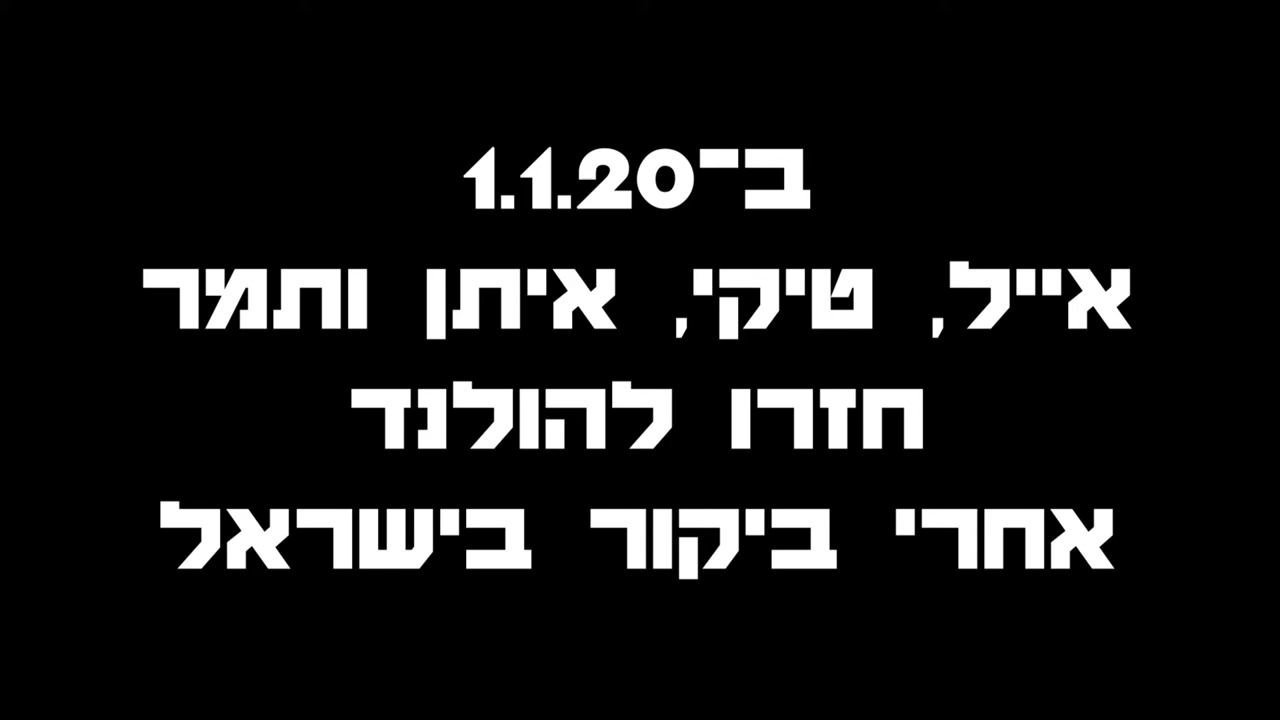 ב־1.1.20
אייל, טיקי, איתן ותמר
חזרו להולנד
אחרי ביקור בישראל